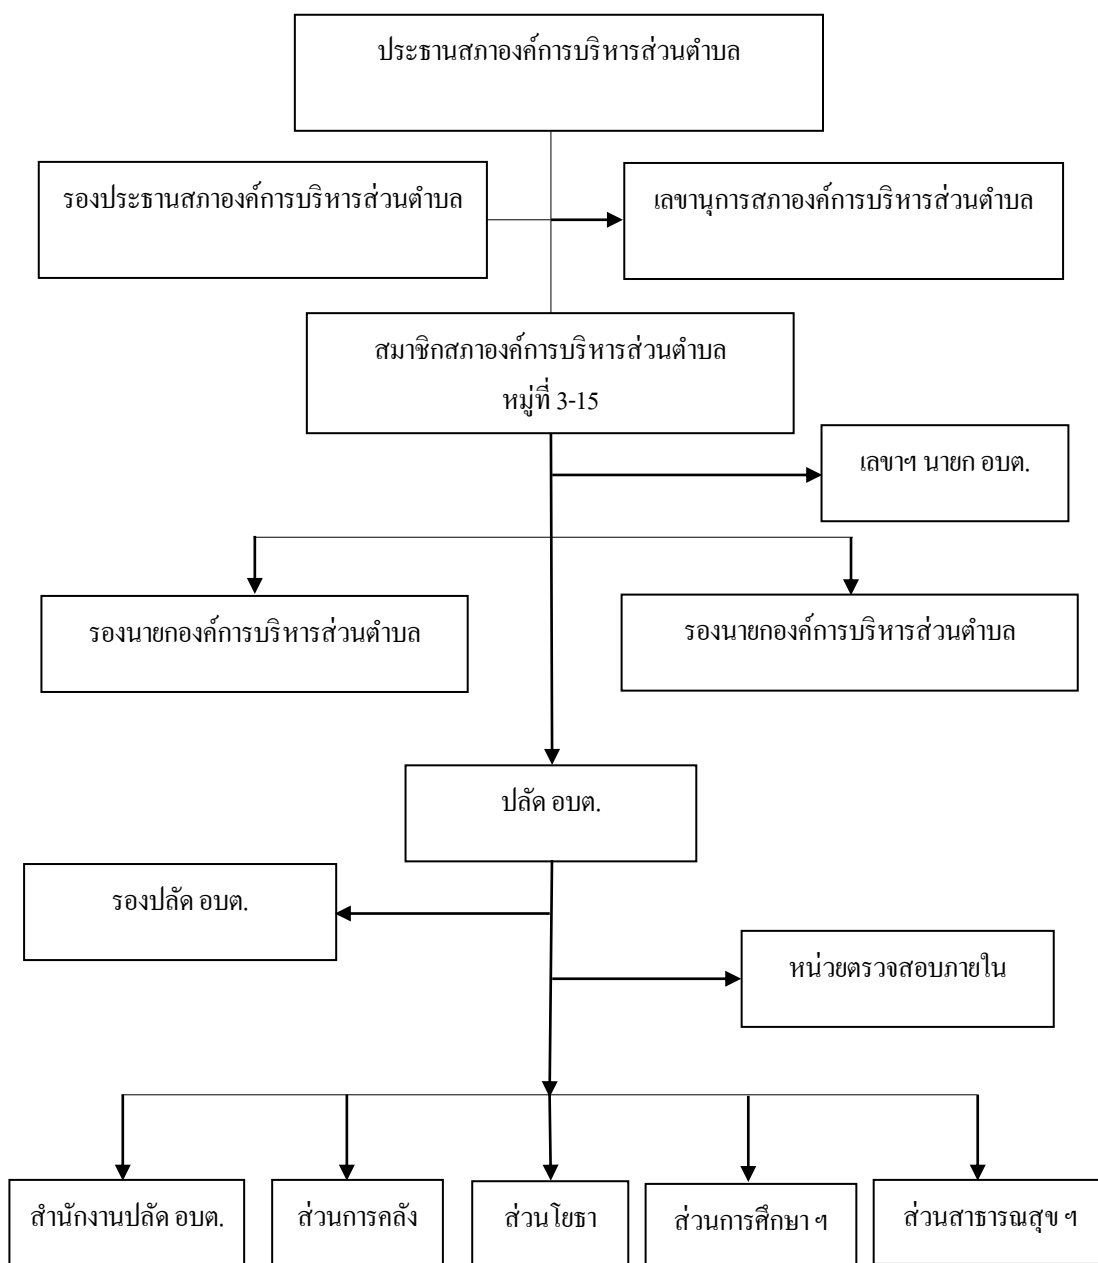 ประธานสภาองค์การบริหารส่วนตำบล
รองประธานสภาองค์การบริหารส่วนตำบล
เลขานุการสภาองค์การบริหารส่วนตำบล
สมาชิกสภาองค์การบริหารส่วนตำบล
หมู่ที่ 3-15
เลขาฯ นายก อบต.
รองนายกองค์การบริหารส่วนตำบล
รองนายกองค์การบริหารส่วนตำบล
ปลัด อบต.
รองปลัด อบต.
หน่วยตรวจสอบภายใน
สำนักงานปลัด อบต.
ส่วนการคลัง
ส่วนโยธา
ส่วนการศึกษา ฯ
ส่วนสาธารณสุข ฯ